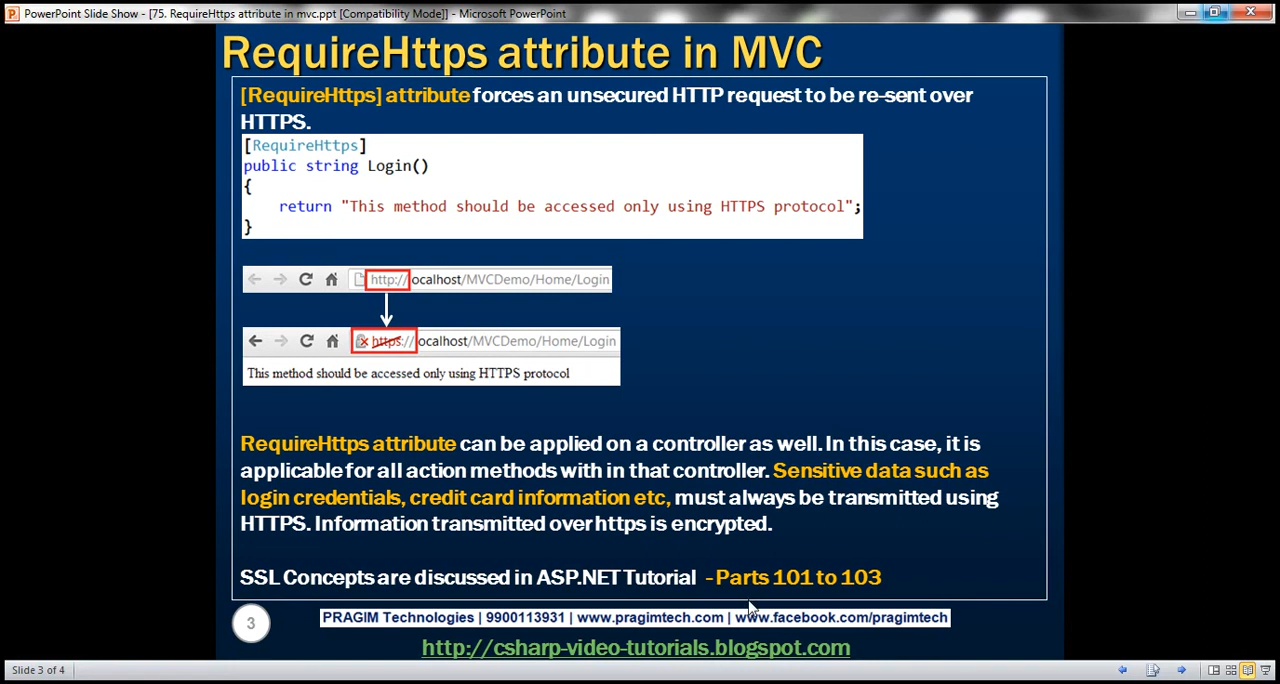 PowerPoint Slide Show - [75. RequireHttps attribute in mvc.ppt [Compatibility Mode]] - Microsoft PowerPoint
RequireHttps attribute in MVC
[RequireHttps] attribute forces an unsecured HTTP request to be re-sent over
HTTPS.
[RequireHttps]
public string Login()
{
return "This method should be accessed only using HTTPS protocol";
}
http://localhost/MVCDemo/Home/Login
https://localhost/MVCDemo/Home/Login
This method should be accessed only using HTTPS protocol
RequireHttps attribute can be applied on a controller as well. In this case, it is
applicable for all action methods with in that controller. Sensitive data such as
login credentials, credit card information etc, must always be transmitted using
HTTPS. Information transmitted over https is encrypted.
SSL Concepts are discussed in ASP.NET Tutorial - Parts 101 to 103
3
PRAGIM Technologies | 9900113931 | www.pragimtech.com | www.facebook.com/pragimtech
http://csharp-video-tutorials.blogspot.com
Slide 3 of 4